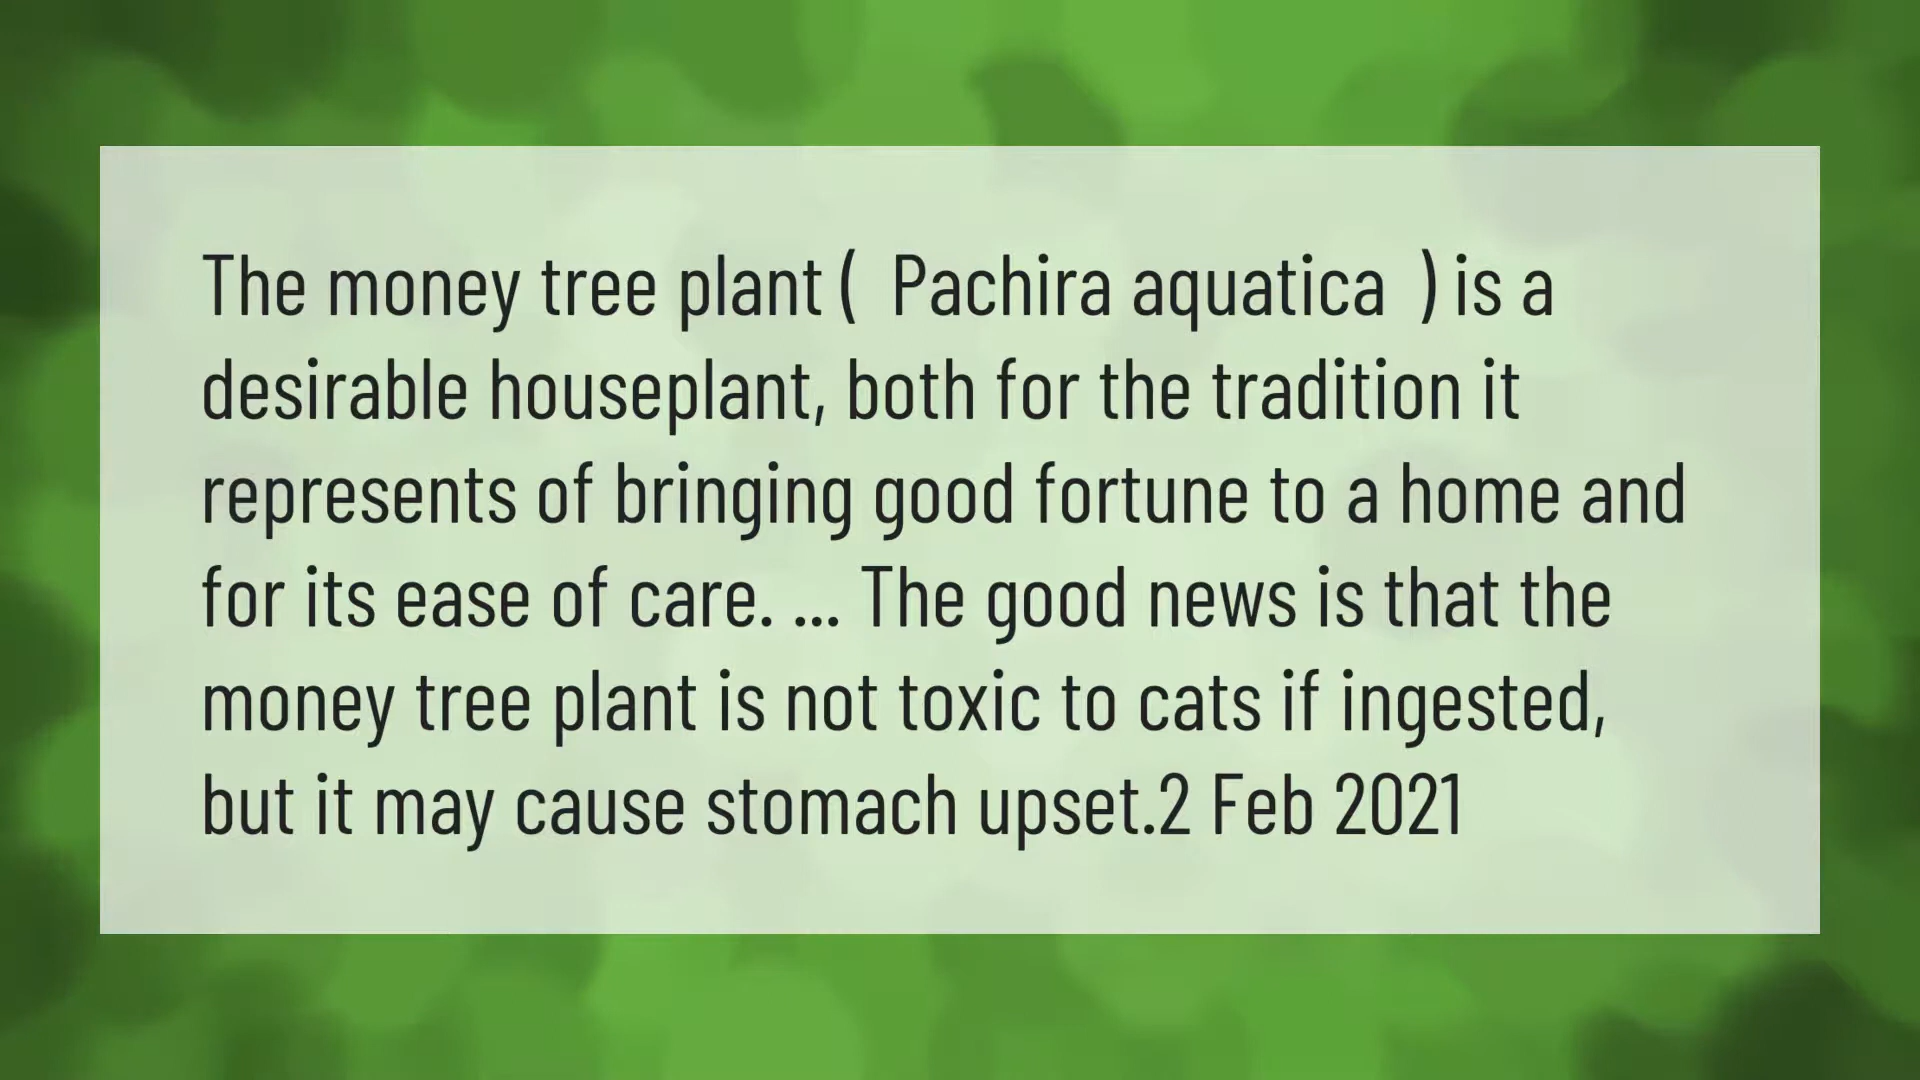 The money tree plant (  Pachira aquatica  ) is a
desirable houseplant, both for the tradition it
represents of bringing good fortune to a home and
for its ease of care. ... The good news is that the
money tree plant is not toxic to cats if ingested,
but it may cause stomach upset.2 Feb 2021